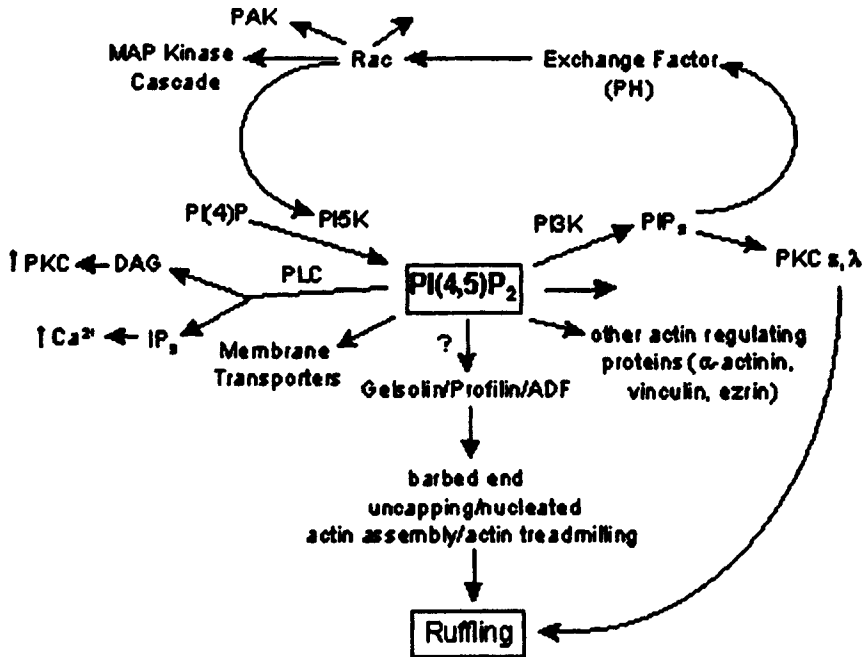 PAK
MAP Kinase
Cascade
Rac
Exchange Factor
(PH)
PI(4)P
PI5K
PI3K
PIP₃
↑PKC
DAG
PLC
PI(4,5)P₂
PKC ε,λ
↑Ca²⁺
IP₃
Membrane
Transporters
?
other actin regulating
proteins (α-actinin,
vinculin, ezrin)
Gelsolin/Profilin/ADF
barbed end
uncapping/nucleated
actin assembly/actin treadmilling
Ruffling